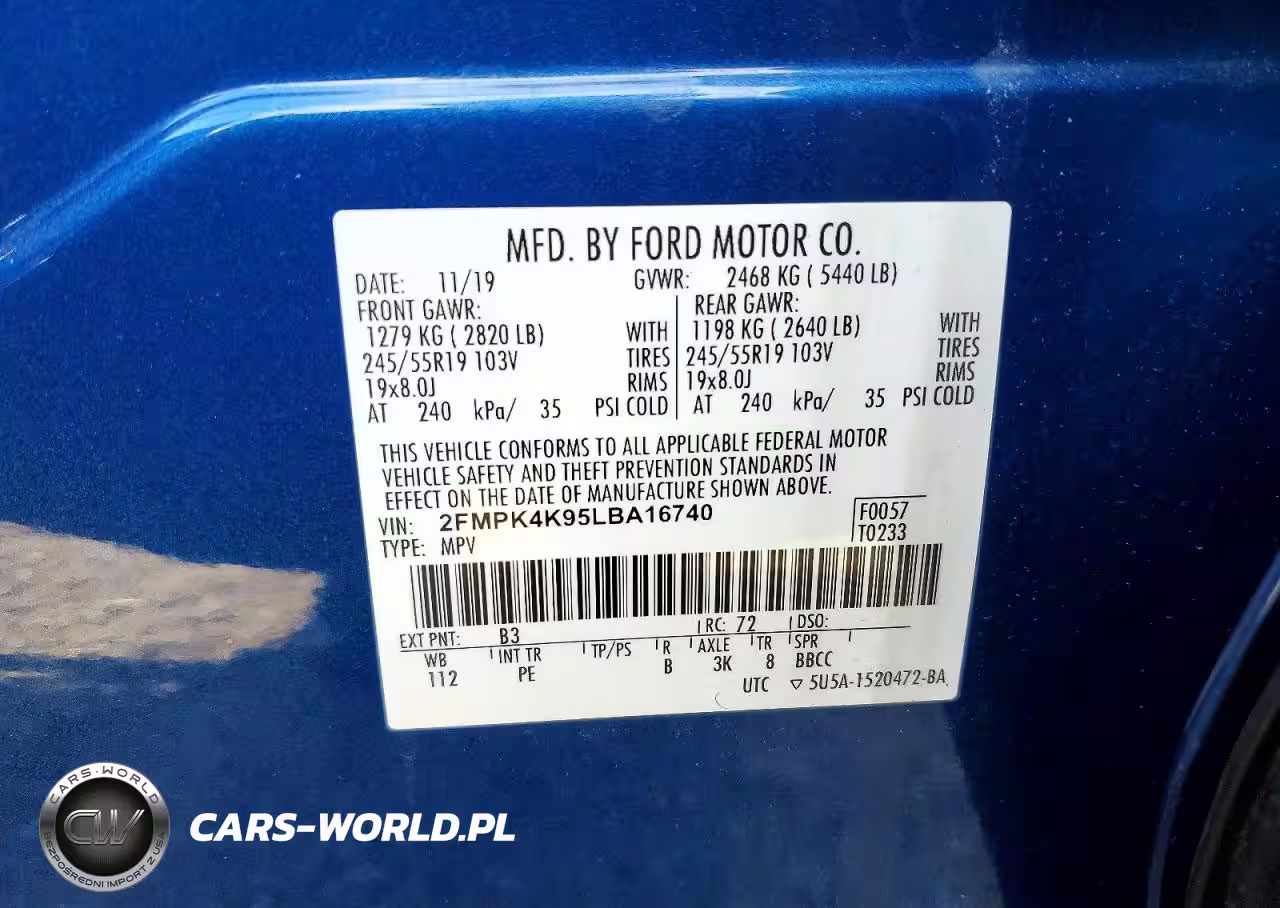 MFD. BY FORD MOTOR CO.
DATE: 11/19 GVWR: 2468 KG ( 5440 LB)
FRONT GAWR: REAR GAWR:
1279 KG ( 2820 LB) WITH 1198 KG ( 2640 LB) WITH
245/55R19 103V TIRES 245/55R19 103V TIRES
19x8.0J RIMS 19x8.0J RIMS
AT 240 kPa/ 35 PSI COLD AT 240 kPa/ 35 PSI COLD
THIS VEHICLE CONFORMS TO ALL APPLICABLE FEDERAL MOTOR
VEHICLE SAFETY AND THEFT PREVENTION STANDARDS IN
EFFECT ON THE DATE OF MANUFACTURE SHOWN ABOVE.
VIN: 2FMPK4K95LBA16740 F0057
TYPE: MPV T0233
EXT PNT: B3 RC: 72 DSO:
WB INT TR TP/PS R AXLE TR SPR
112 PE B 3K 8 BBCC
UTC ▽ 5U5A-1520472-BA
CARS-WORLD
CW
BEZPOŚREDNI IMPORT Z USA
CARS-WORLD.PL